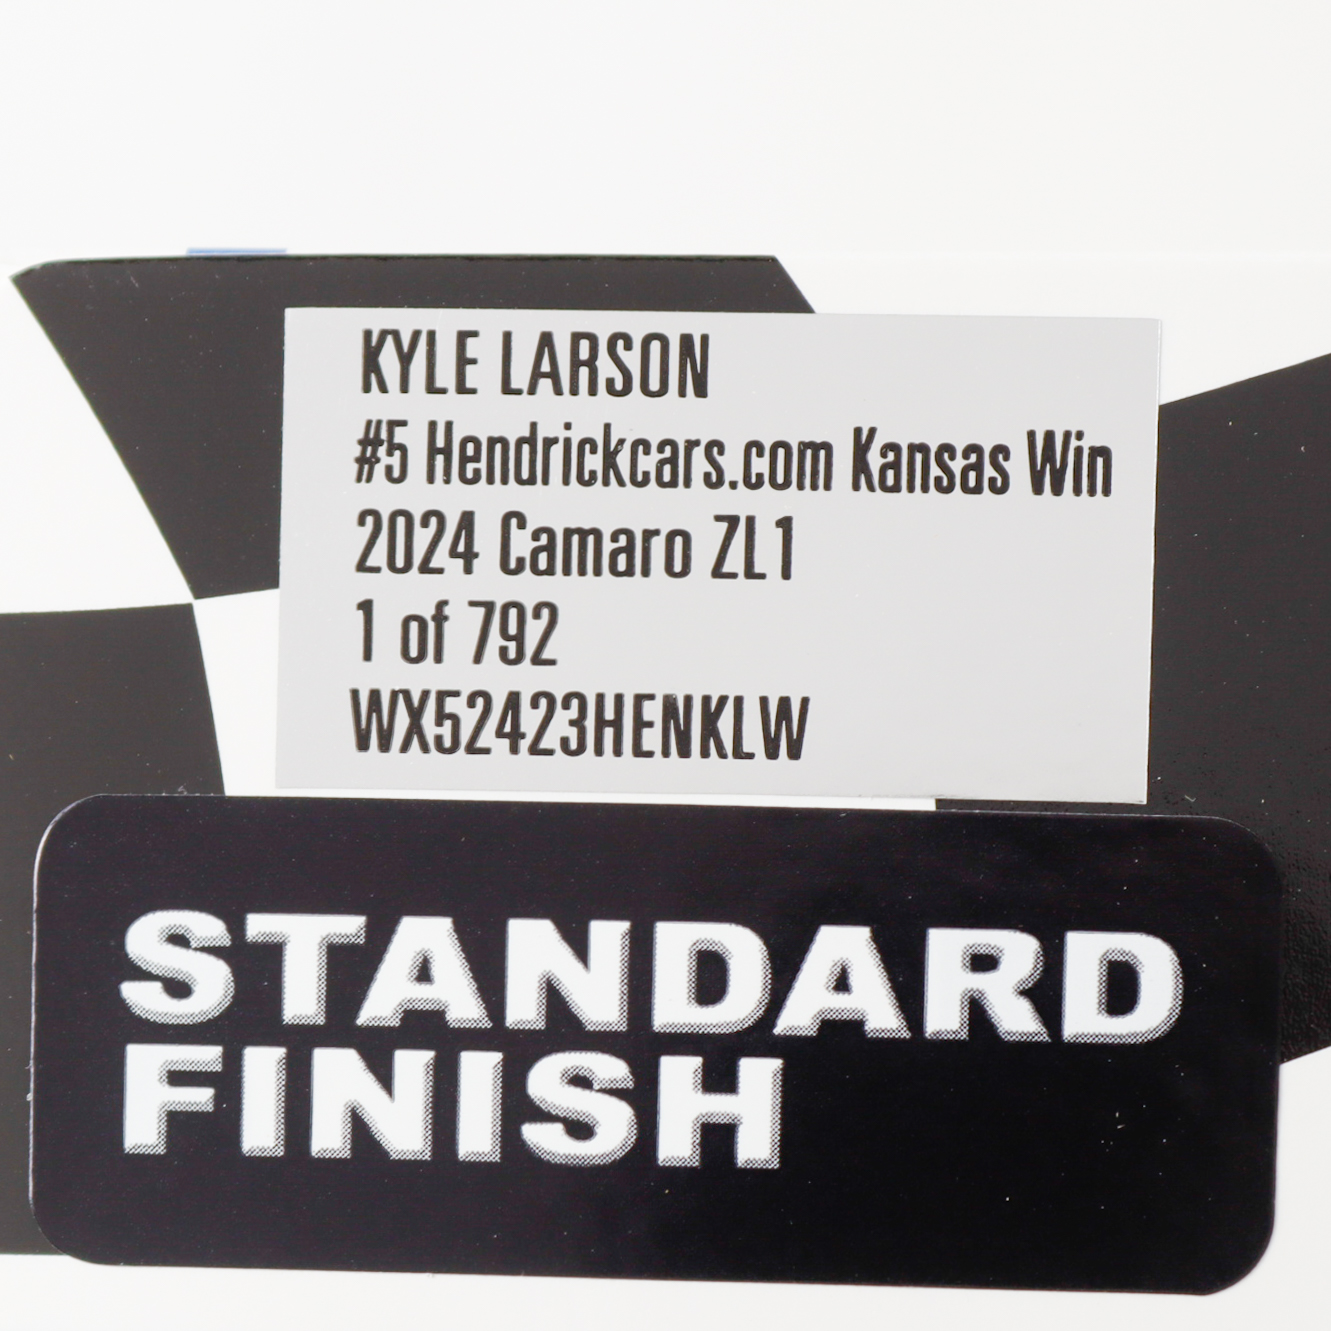 KYLE LARSON
#5 Hendrickcars.com Kansas Win
2024 Camaro ZL1
1 of 792
WX52423HENKLW
STANDARD
FINISH